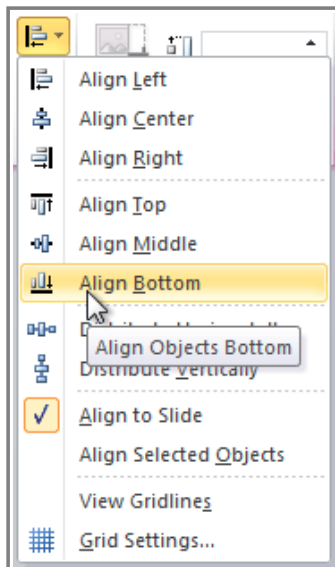 Align Left
Align Center
Align Right
Align Top
Align Middle
Align Bottom
Align Objects Bottom
Distribute Vertically
Align to Slide
Align Selected Objects
View Gridlines
Grid Settings...